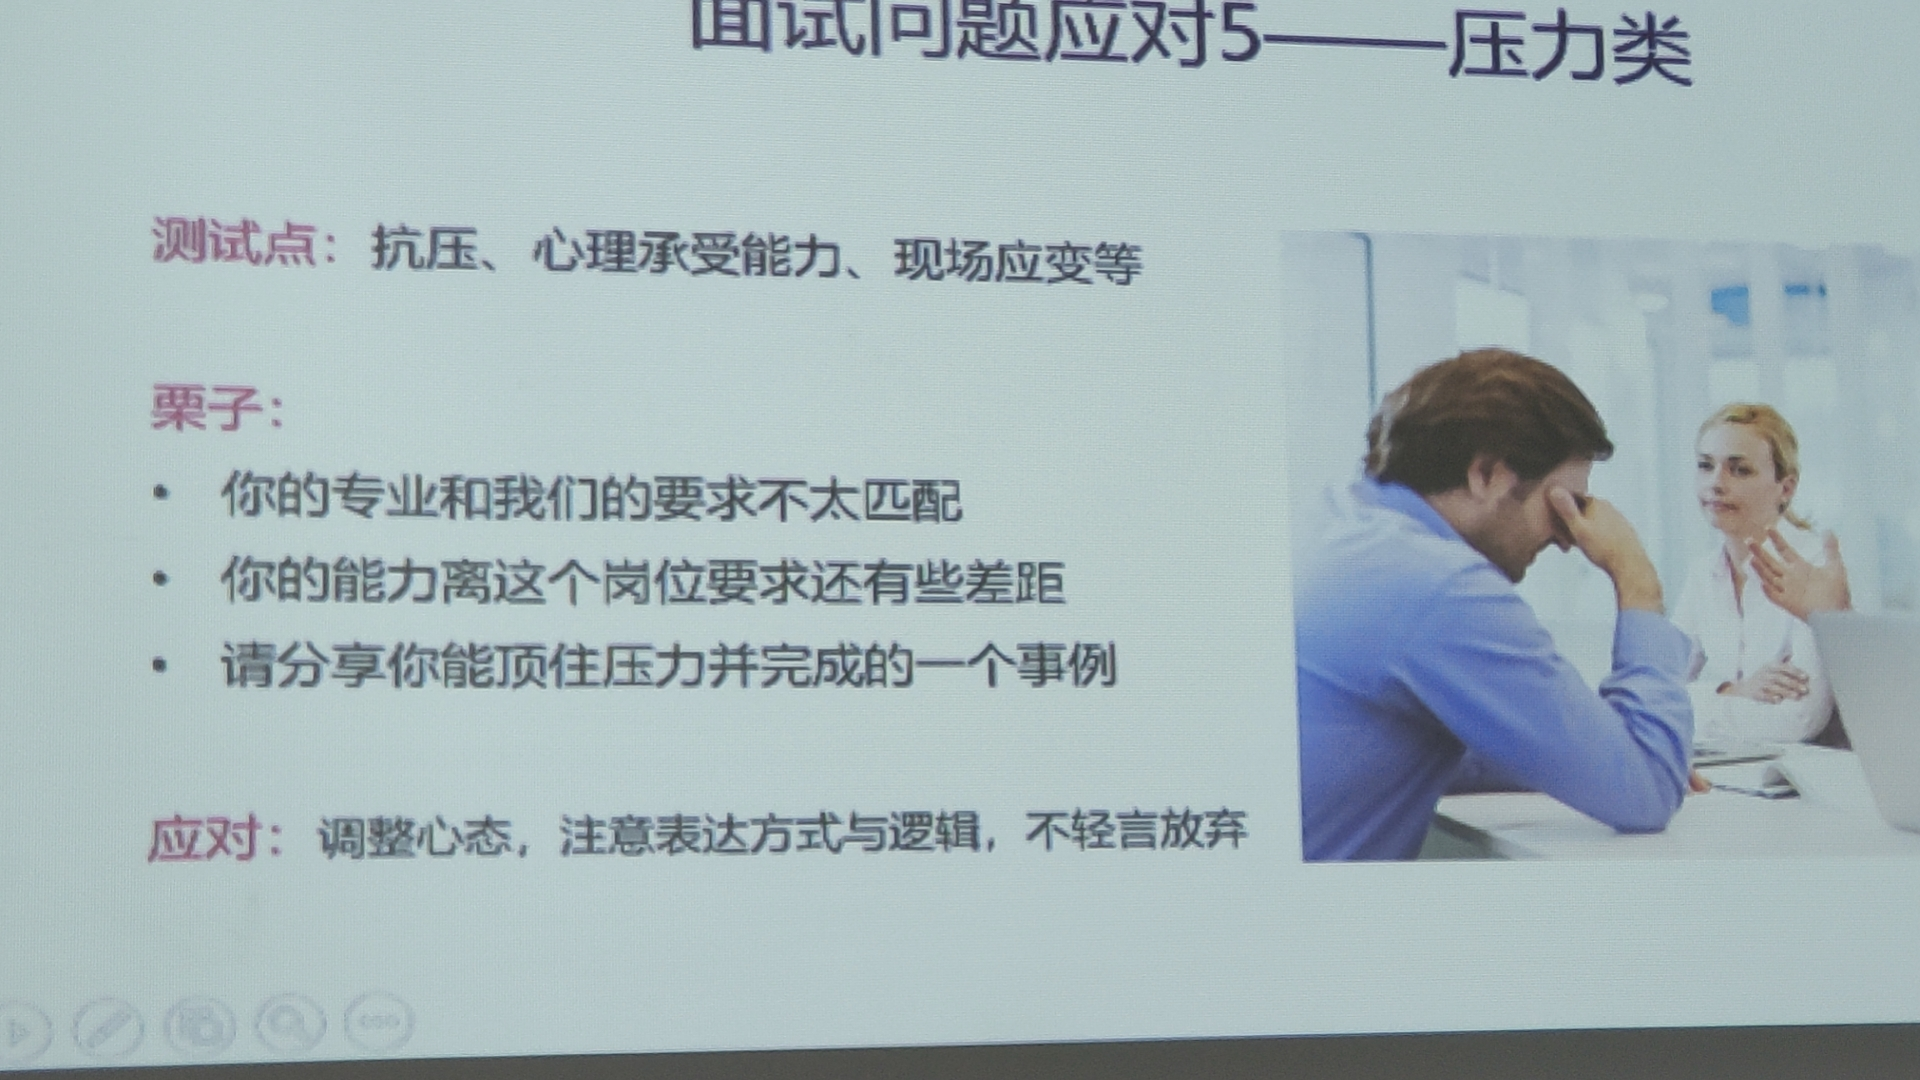 面试问题应对5——压力类
测试点：抗压、心理承受能力、现场应变等
栗子：
• 你的专业和我们的要求不太匹配
• 你的能力离这个岗位要求还有些差距
• 请分享你能顶住压力并完成的一个事例
应对：调整心态，注意表达方式与逻辑，不轻言放弃